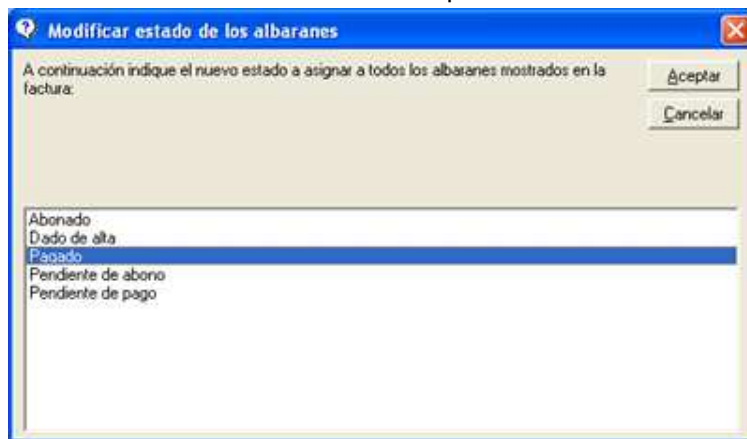 Modificar estado de los albaranes
A continuación indique el nuevo estado a asignar a todos los albaranes mostrados en la
factura:
Aceptar
Cancelar
Abonado
Dado de alta
Pagado
Pendiente de abono
Pendiente de pago